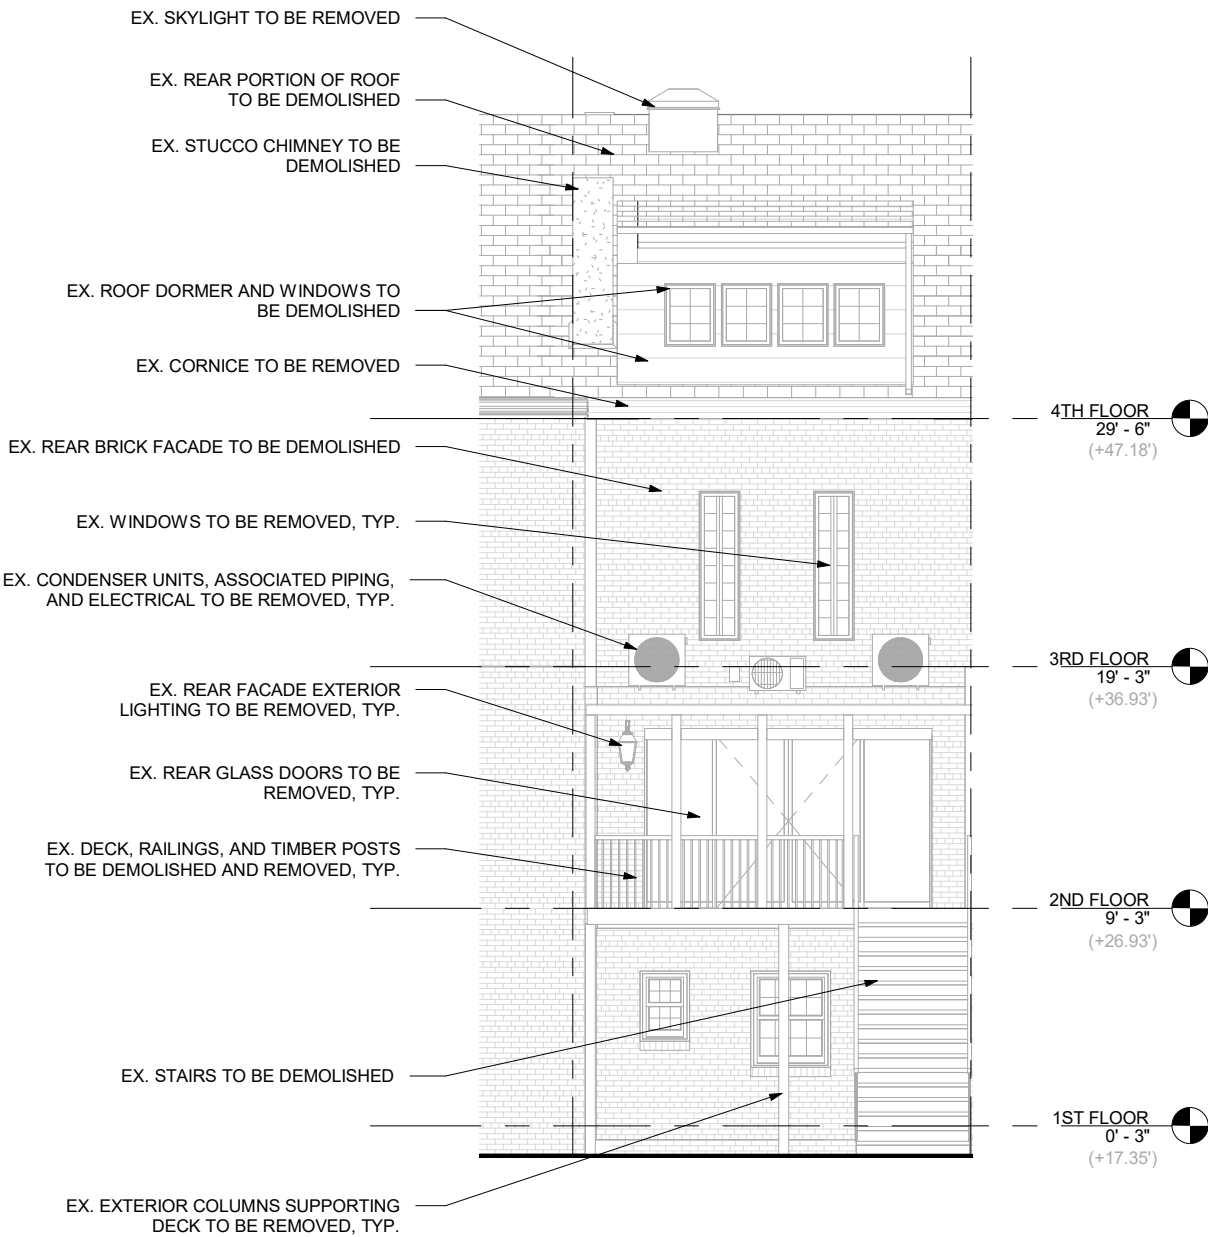 EX. SKYLIGHT TO BE REMOVED
EX. REAR PORTION OF ROOF
TO BE DEMOLISHED
EX. STUCCO CHIMNEY TO BE
DEMOLISHED
EX. ROOF DORMER AND WINDOWS TO
BE DEMOLISHED
EX. CORNICE TO BE REMOVED
4TH FLOOR
29' - 6"
(+47.18')
EX. REAR BRICK FACADE TO BE DEMOLISHED
EX. WINDOWS TO BE REMOVED, TYP.
EX. CONDENSER UNITS, ASSOCIATED PIPING,
AND ELECTRICAL TO BE REMOVED, TYP.
3RD FLOOR
19' - 3"
(+36.93')
EX. REAR FACADE EXTERIOR
LIGHTING TO BE REMOVED, TYP.
EX. REAR GLASS DOORS TO BE
REMOVED, TYP.
EX. DECK, RAILINGS, AND TIMBER POSTS
TO BE DEMOLISHED AND REMOVED, TYP.
2ND FLOOR
9' - 3"
(+26.93')
EX. STAIRS TO BE DEMOLISHED
1ST FLOOR
0' - 3"
(+17.35')
EX. EXTERIOR COLUMNS SUPPORTING
DECK TO BE REMOVED, TYP.